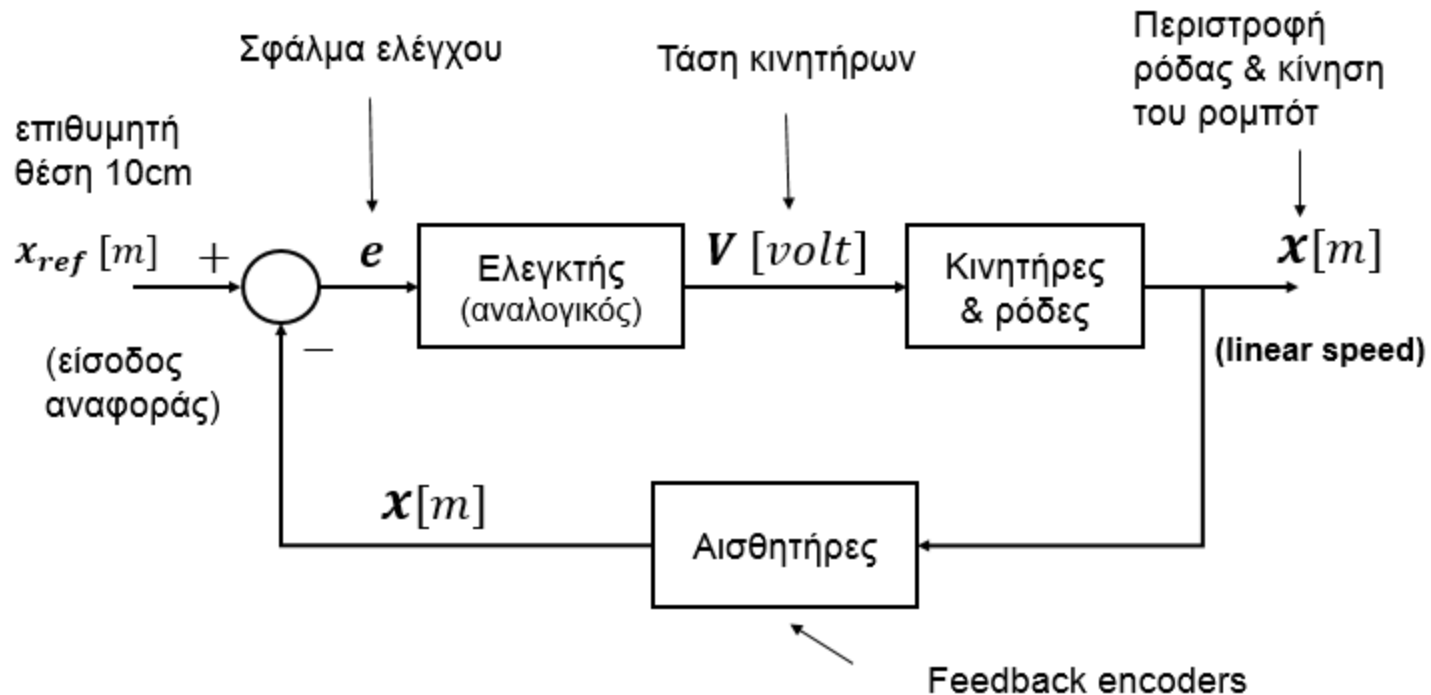 Σφάλμα ελέγχου
Τάση κινητήρων
Περιστροφή
ρόδας & κίνηση
του ρομπότ
επιθυμητή
θέση 10cm
x_ref [m]
+
e
Ελεγκτής
(αναλογικός)
V [volt]
Κινητήρες
& ρόδες
x[m]
−
(linear speed)
(είσοδος
αναφοράς)
x[m]
Αισθητήρες
Feedback encoders